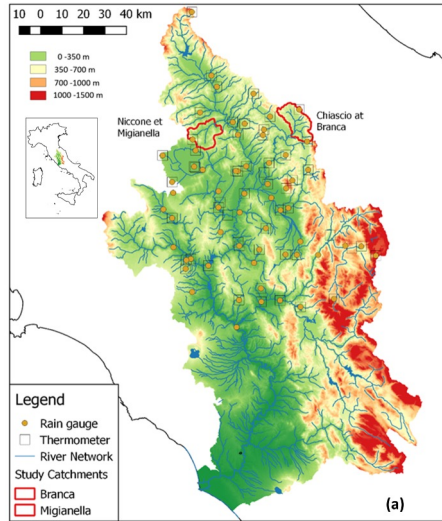 10 0 10 20 30 40 km
0 -350 m
350 -700 m
700 -1000 m
1000 -1500 m
Niccone et
Migianella
Chiascio at
Branca
Legend
Rain gauge
Thermometer
River Network
Study Catchments
Branca
Migianella
(a)